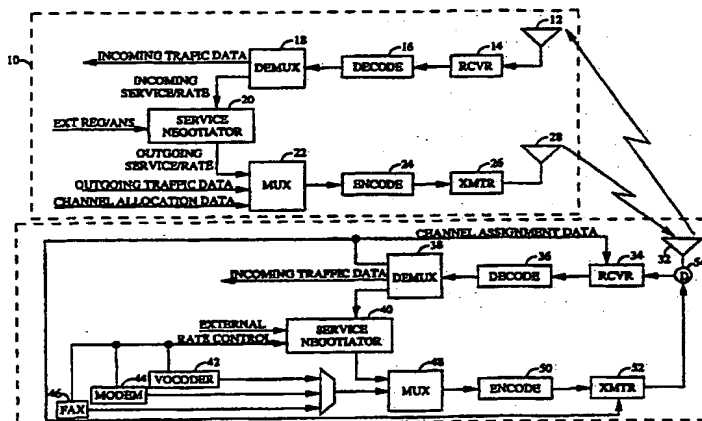 12
18
16
14
INCOMING TRAFIC DATA
DEMUX
DECODE
RCVR
10
INCOMING
SERVICE/RATE
20
EXT REQ/ANS
SERVICE
NEGOTIATOR
28
OUTGOING
SERVICE/RATE
22
24
26
MUX
ENCODE
XMTR
OUTGOING TRAFFIC DATA
CHANNEL ALLOCATION DATA
CHANNEL ASSIGNMENT DATA
38
36
34
32
54
INCOMING TRAFFIC DATA
DEMUX
DECODE
RCVR
D
EXTERNAL
RATE CONTROL
40
SERVICE
NEGOTIATOR
42
44
46
VOCODER
MODEM
FAX
48
50
52
MUX
ENCODE
XMTR